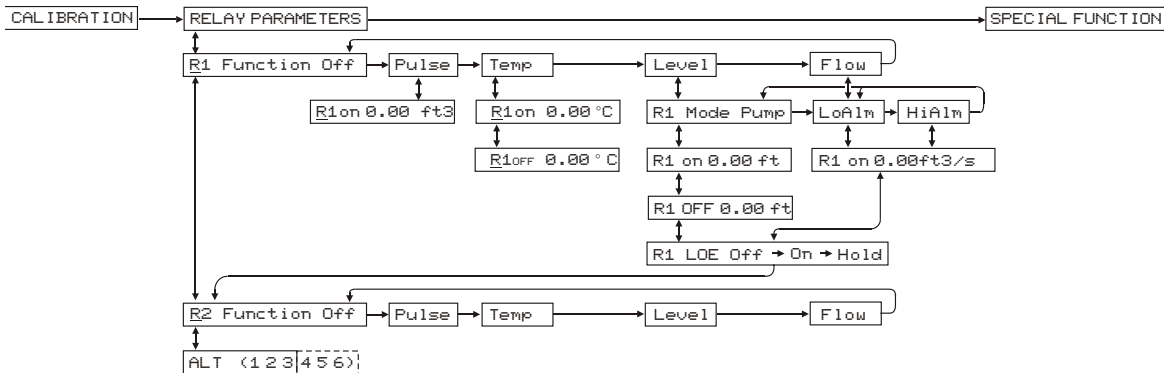 CALIBRATION RELAY PARAMETERS SPECIAL FUNCTION
R1 Function Off Pulse Temp Level Flow
R1on 0.00 ft3 R1on 0.00 °C R1 Mode Pump LoAlm HiAlm
R1OFF 0.00 °C R1 on 0.00 ft R1 on 0.00ft3/s
R1 OFF 0.00 ft
R1 LOE Off → On → Hold
R2 Function Off Pulse Temp Level Flow
ALT (1 2 3 4 5 6)